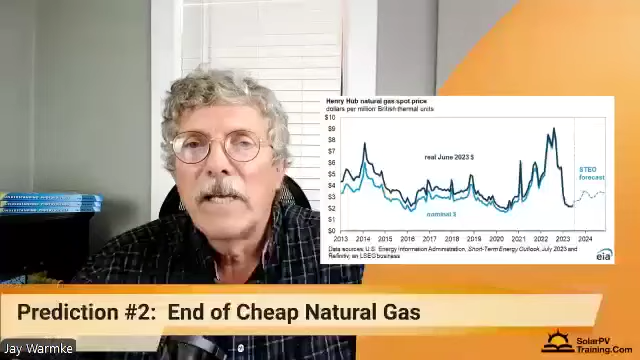 Henry Hub natural gas spot price
dollars per million British thermal units
$10
$9
$8
$7
$6
$5
$4
$3
$2
$1
$0
real June 2023 $
nominal $
STEO
forecast
2013 2014 2015 2016 2017 2018 2019 2020 2021 2022 2023 2024
Data sources: U.S. Energy Information Administration, Short-Term Energy Outlook, July 2023 and
Refinitiv, an LSEG business
eia
Prediction #2: End of Cheap Natural Gas
Jay Warmke
SolarPV
Training.Com